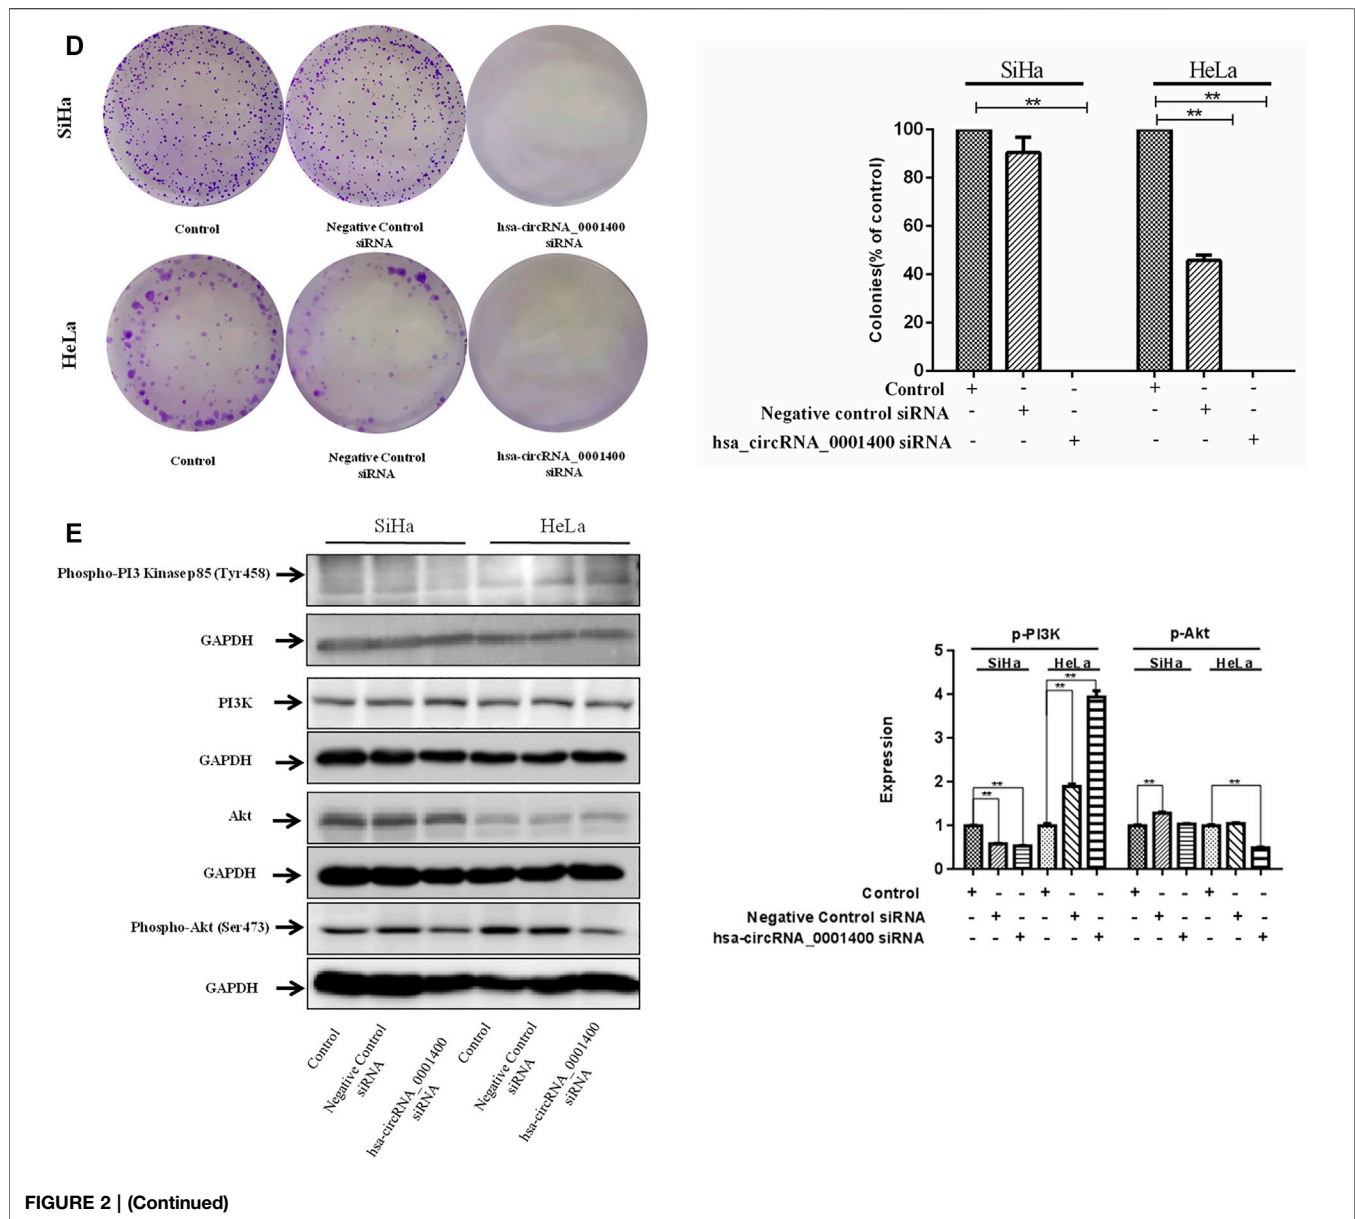 D
SiHa
Control
Negative Control
siRNA
hsa-circRNA_0001400
siRNA
HeLa
Control
Negative Control
siRNA
hsa-circRNA_0001400
siRNA
SiHa
HeLa
**
**
**
Colonies(% of control)
100
80
60
40
20
0
Control + - - + - -
Negative control siRNA - + - - + -
hsa_circRNA_0001400 siRNA - - + - - +
E
SiHa
HeLa
Phospho-PI3 Kinase p85 (Tyr458)
GAPDH
PI3K
GAPDH
Akt
GAPDH
Phospho-Akt (Ser473)
GAPDH
Control
Negative Control
siRNA
hsa-circRNA_0001400
siRNA
Control
Negative Control
siRNA
hsa-circRNA_0001400
siRNA
p-PI3K
p-Akt
SiHa
HeLa
SiHa
HeLa
**
**
**
**
**
**
Expression
5
4
3
2
1
0
Control + - - + - - + - - + - -
Negative Control siRNA - + - - + - - + - - + -
hsa-circRNA_0001400 siRNA - - + - - + - - + - - +
FIGURE 2 | (Continued)